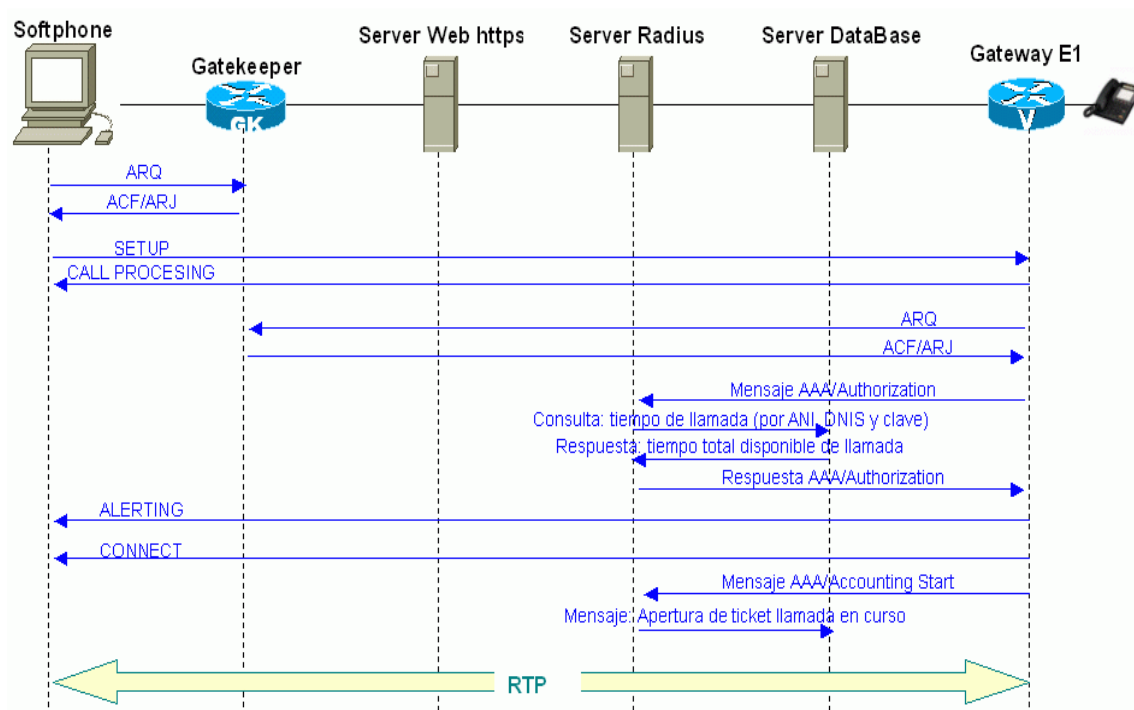 Softphone
Gatekeeper
Server Web https
Server Radius
Server DataBase
Gateway E1
GK
V
ARQ
ACF/ARJ
SETUP
CALL PROCESING
ARQ
ACF/ARJ
Mensaje AAA/Authorization
Consulta: tiempo de llamada (por ANI, DNIS y clave)
Respuesta: tiempo total disponible de llamada
Respuesta AAA/Authorization
ALERTING
CONNECT
Mensaje AAA/Accounting Start
Mensaje: Apertura de ticket llamada en curso
RTP